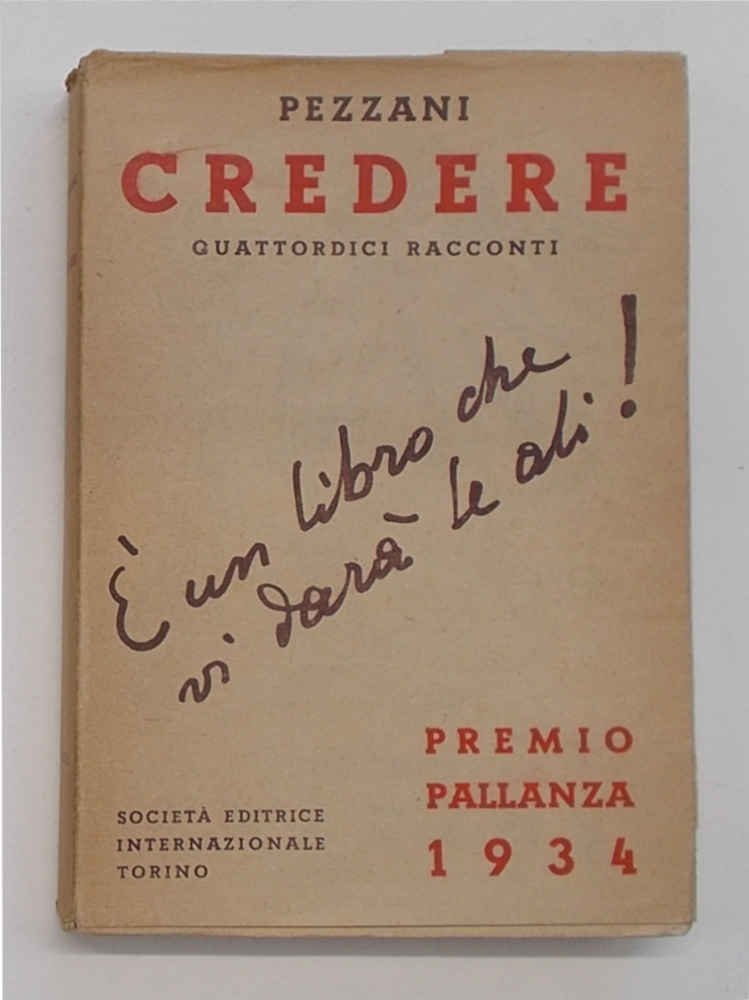 PEZZANI
CREDERE
QUATTORDICI RACCONTI
È un libro che
vi darà le ali!
PREMIO
PALLANZA
1934
SOCIETÀ EDITRICE
INTERNAZIONALE
TORINO